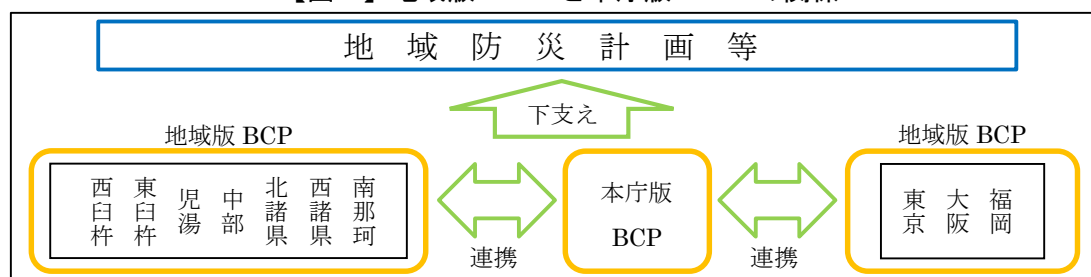 地域防災計画等
下支え
地域版 BCP
西臼杵
東臼杵
児湯
中部
北諸県
西諸県
南那珂
連携
本庁版
BCP
連携
地域版 BCP
東京
大阪
福岡